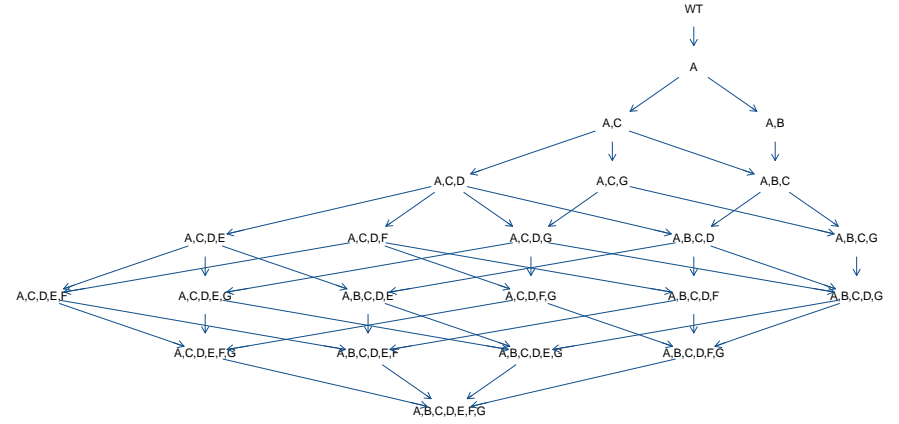 WT
A
A,C
A,B
A,C,D
A,C,G
A,B,C
A,C,D,E
A,C,D,F
A,C,D,G
A,B,C,D
A,B,C,G
A,C,D,E,F
A,C,D,E,G
A,B,C,D,E
A,C,D,F,G
A,B,C,D,F
A,B,C,D,G
A,C,D,E,F,G
A,B,C,D,E,F
A,B,C,D,E,G
A,B,C,D,F,G
A,B,C,D,E,F,G